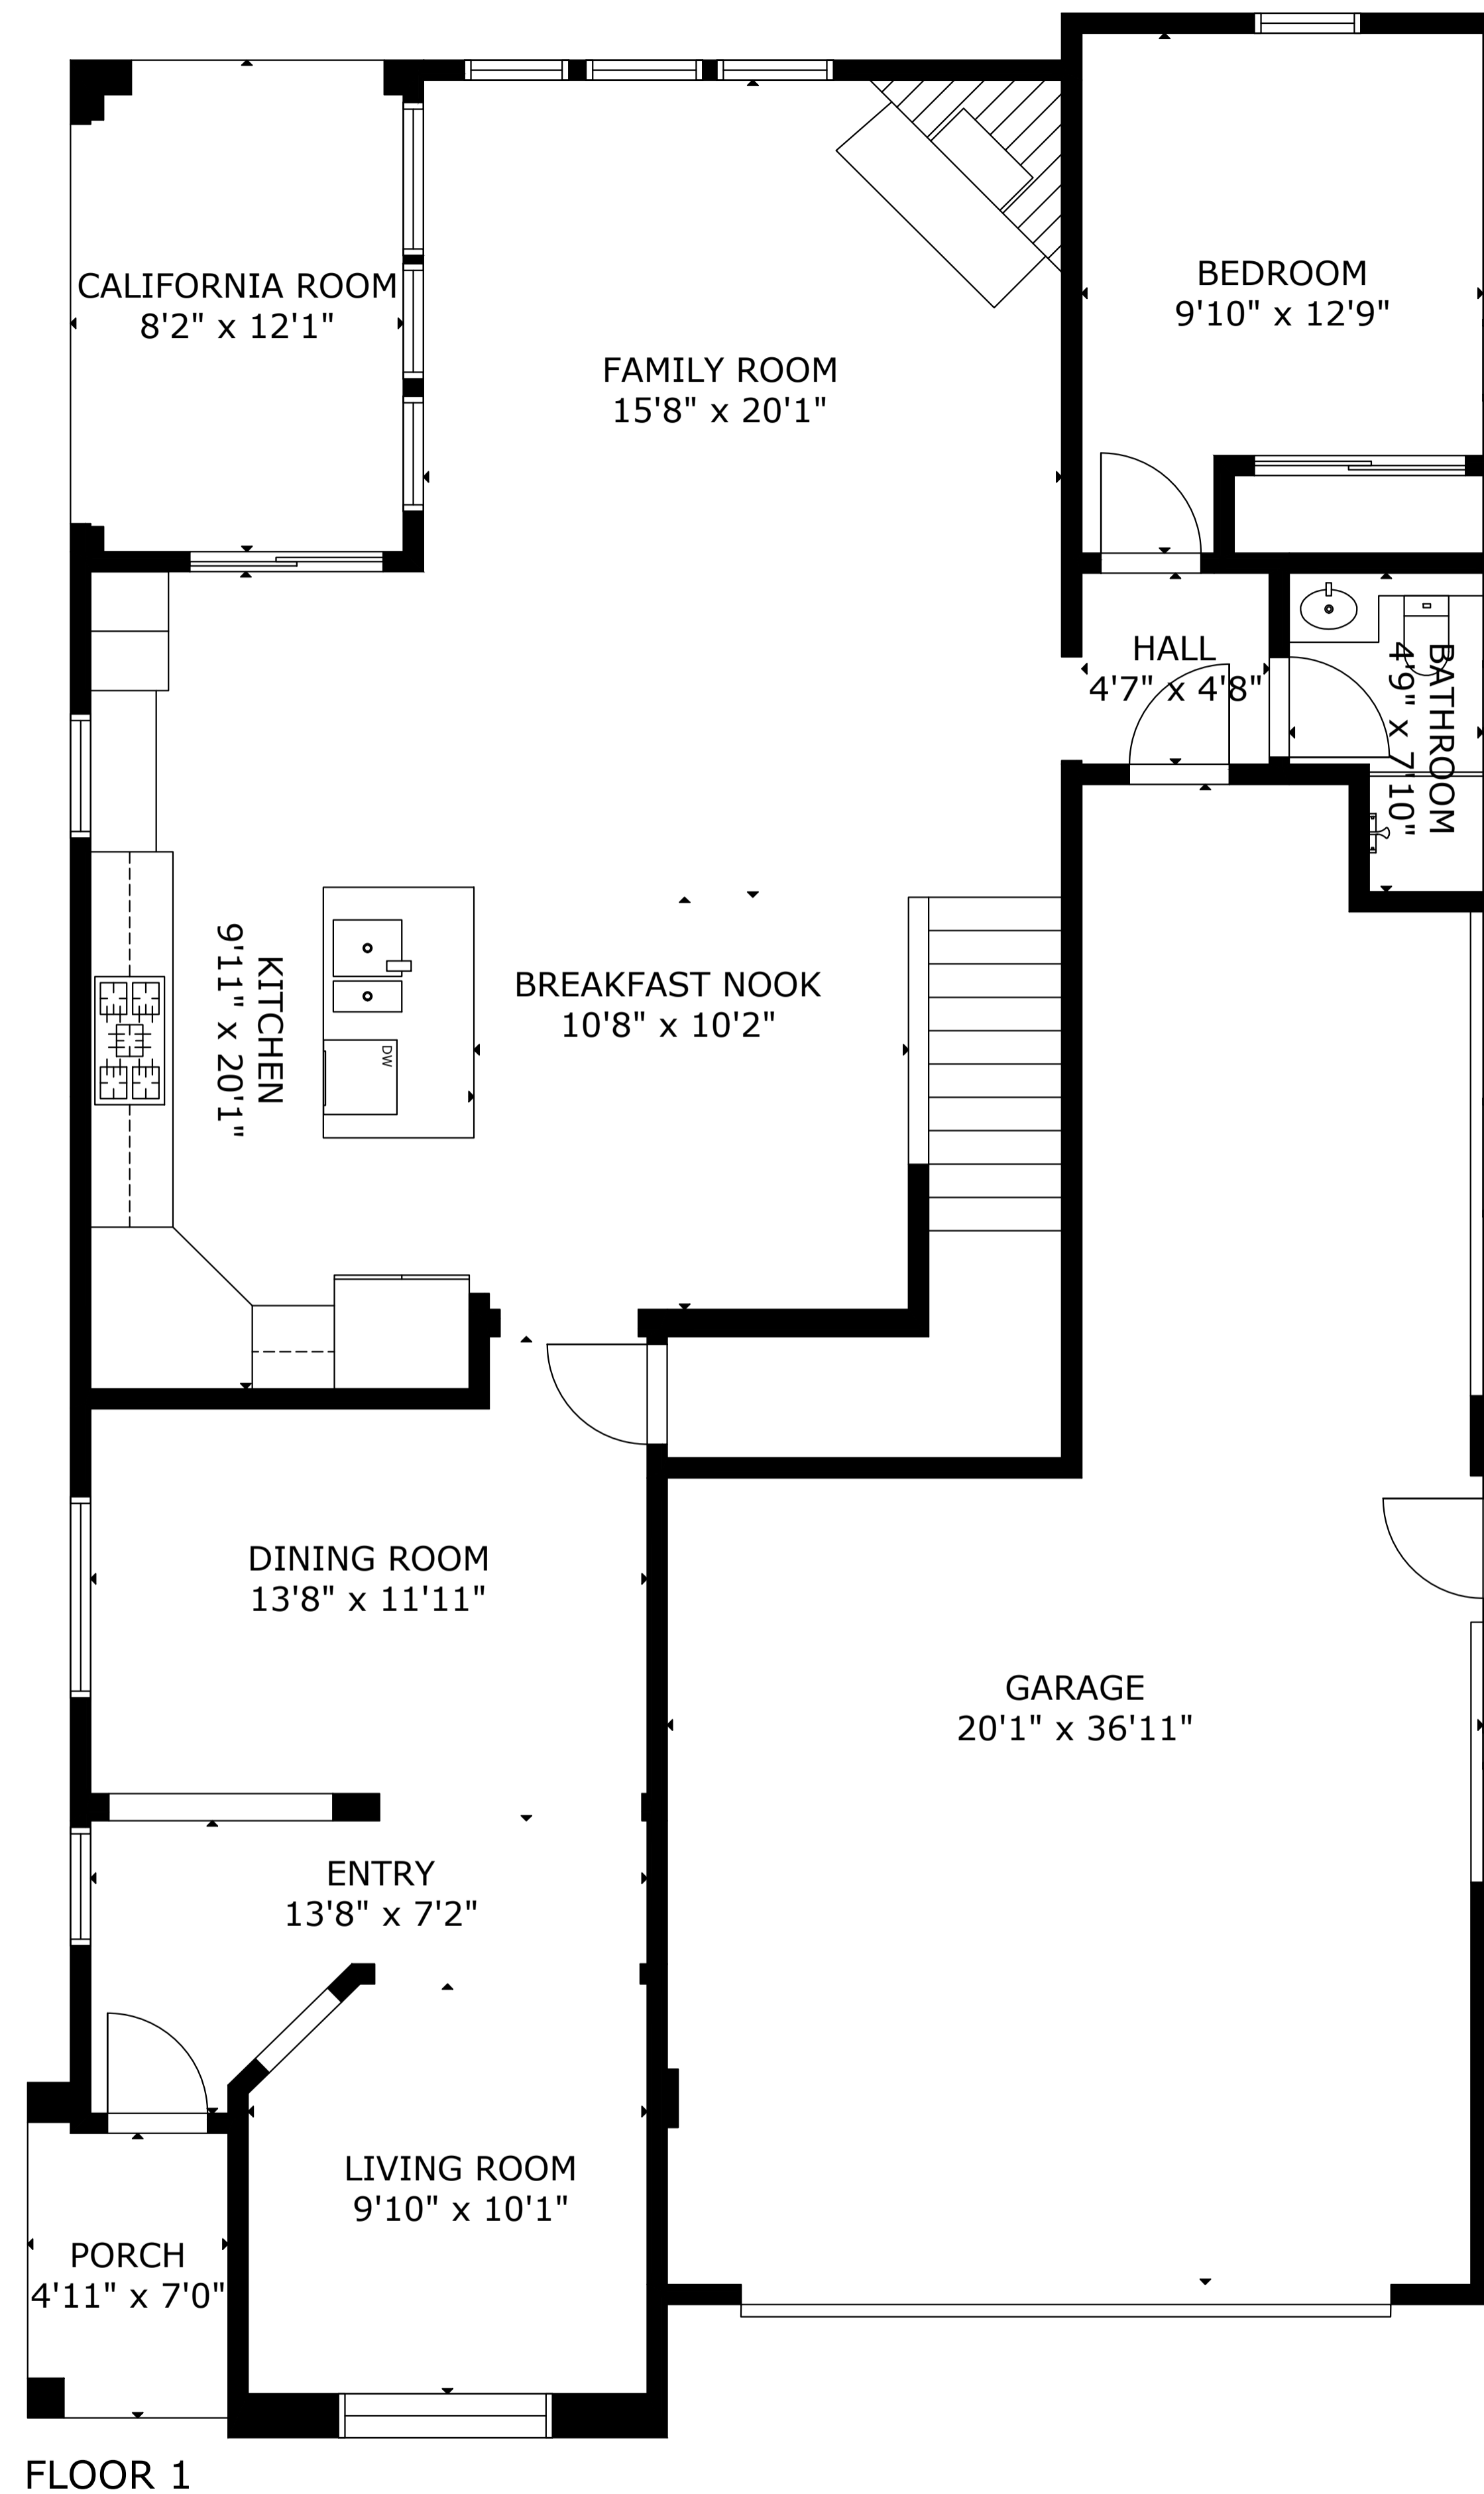 BEDROOM
9'10" x 12'9"
CALIFORNIA ROOM
8'2" x 12'1"
FAMILY ROOM
15'8" x 20'1"
HALL
4'7" x 4'8"
BATHROOM
4'9" x 7'10"
KITCHEN
9'11" x 20'1"
DW
BREAKFAST NOOK
10'8" x 10'2"
DINING ROOM
13'8" x 11'11"
GARAGE
20'1" x 36'11"
ENTRY
13'8" x 7'2"
LIVING ROOM
9'10" x 10'1"
PORCH
4'11" x 7'0"
FLOOR 1